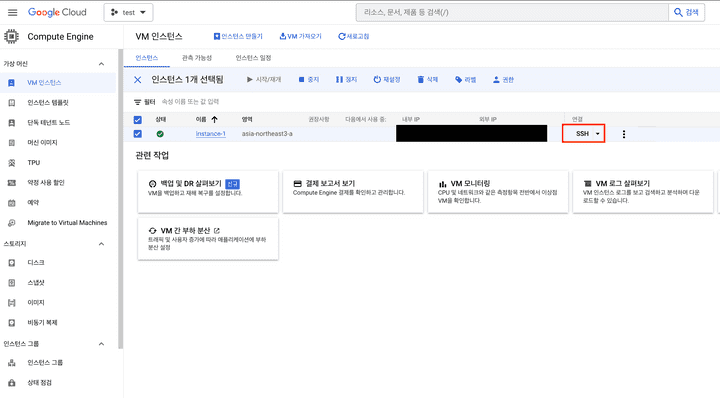 Google Cloud
test
리소스, 문서, 제품 등 검색(/)
검색
Compute Engine
VM 인스턴스
인스턴스 만들기
VM 가져오기
새로고침
가상 머신
VM 인스턴스
인스턴스 템플릿
단독 테넌트 노드
머신 이미지
TPU
약정 사용 할인
예약
Migrate to Virtual Machines
스토리지
디스크
스냅샷
이미지
비동기 복제
인스턴스 그룹
인스턴스 그룹
상태 점검
인스턴스
관측 가능성
인스턴스 일정
인스턴스 1개 선택됨
시작/재개
중지
정지
재설정
삭제
라벨
권한
필터
속성 이름 또는 값 입력
상태
이름
영역
권장사항
다음에서 사용 중:
내부 IP
외부 IP
연결
instance-1
asia-northeast3-a
SSH
관련 작업
백업 및 DR 살펴보기
신규
VM을 백업하고 재해 복구를 설정합니다.
결제 보고서 보기
Compute Engine 결제를 확인하고 관리합니다.
VM 모니터링
CPU 및 네트워크와 같은 측정항목 전반에서 이상점
VM을 확인합니다.
VM 로그 살펴보기
VM 인스턴스 로그를 보고 검색하고 분석하며 다운
로드할 수 있습니다.
VM 간 부하 분산
트래픽 및 사용자 증가에 따라 애플리케이션에 부하
분산 설정